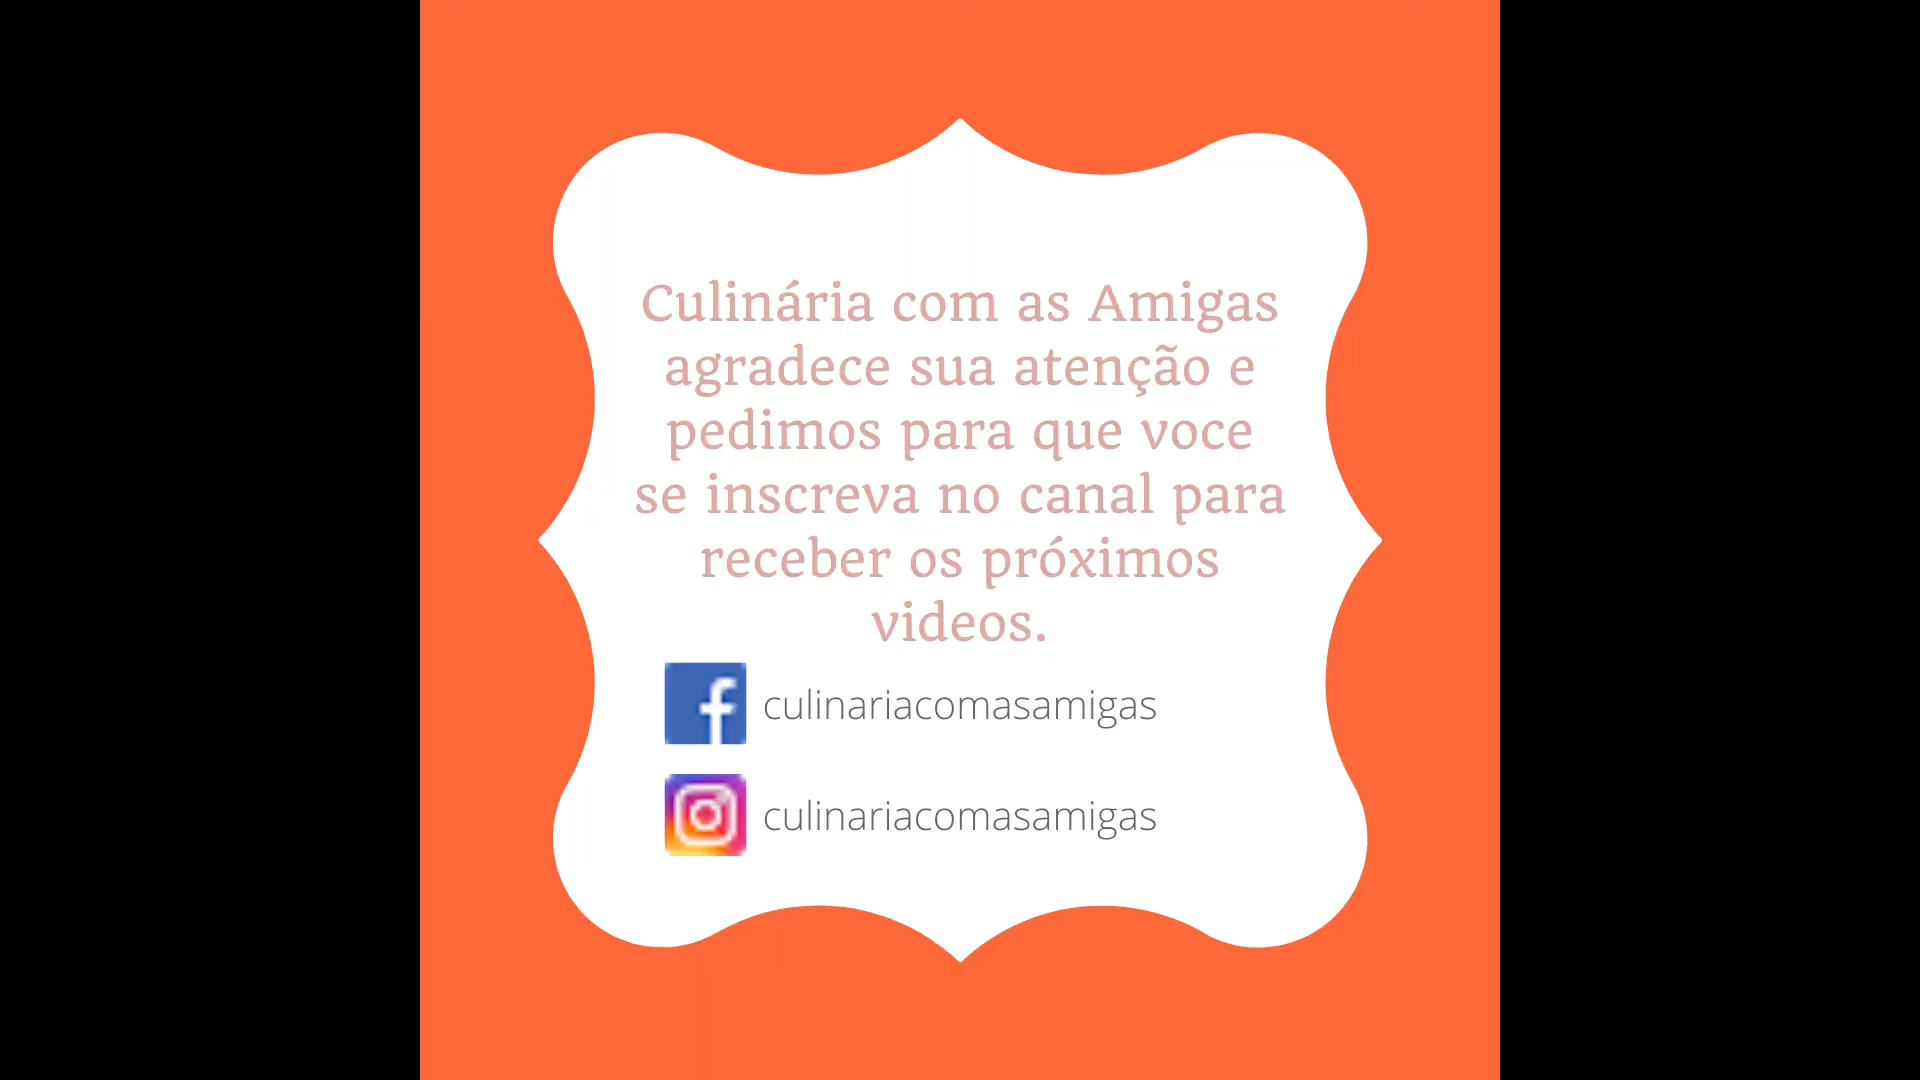 Culinária com as Amigas
agradece sua atenção e
pedimos para que voce
se inscreva no canal para
receber os próximos
videos.
culinariacomasamigas
culinariacomasamigas